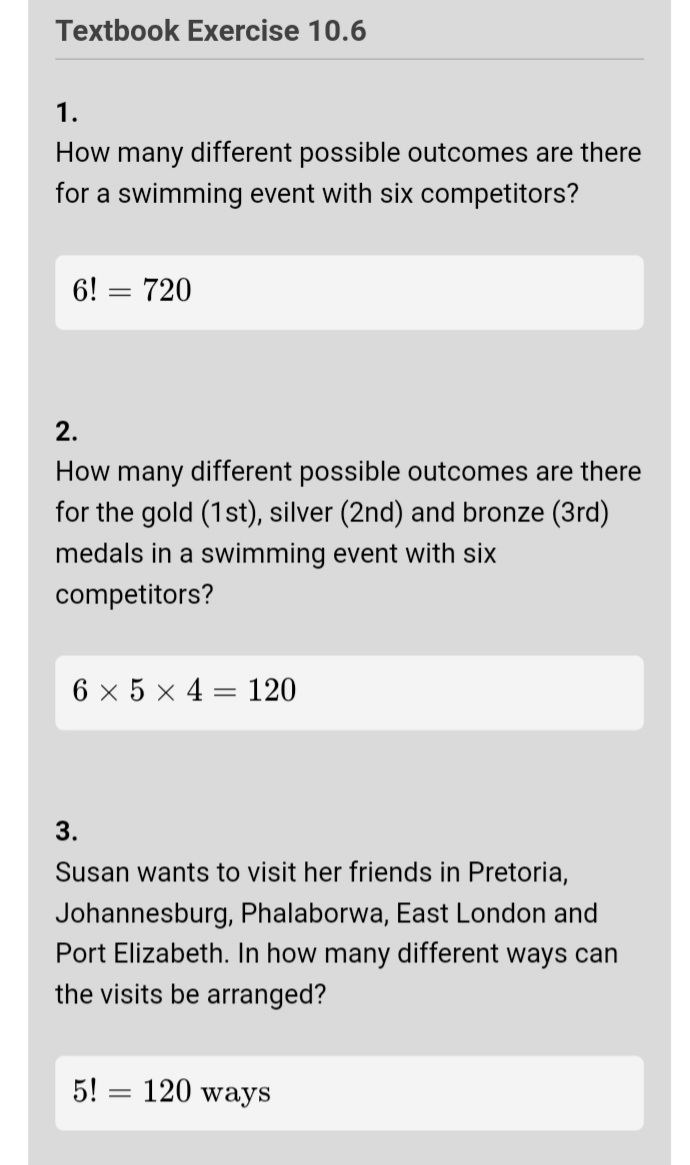 Textbook Exercise 10.6
1.
How many different possible outcomes are there
for a swimming event with six competitors?
6! = 720
2.
How many different possible outcomes are there
for the gold (1st), silver (2nd) and bronze (3rd)
medals in a swimming event with six
competitors?
6 × 5 × 4 = 120
3.
Susan wants to visit her friends in Pretoria,
Johannesburg, Phalaborwa, East London and
Port Elizabeth. In how many different ways can
the visits be arranged?
5! = 120 ways